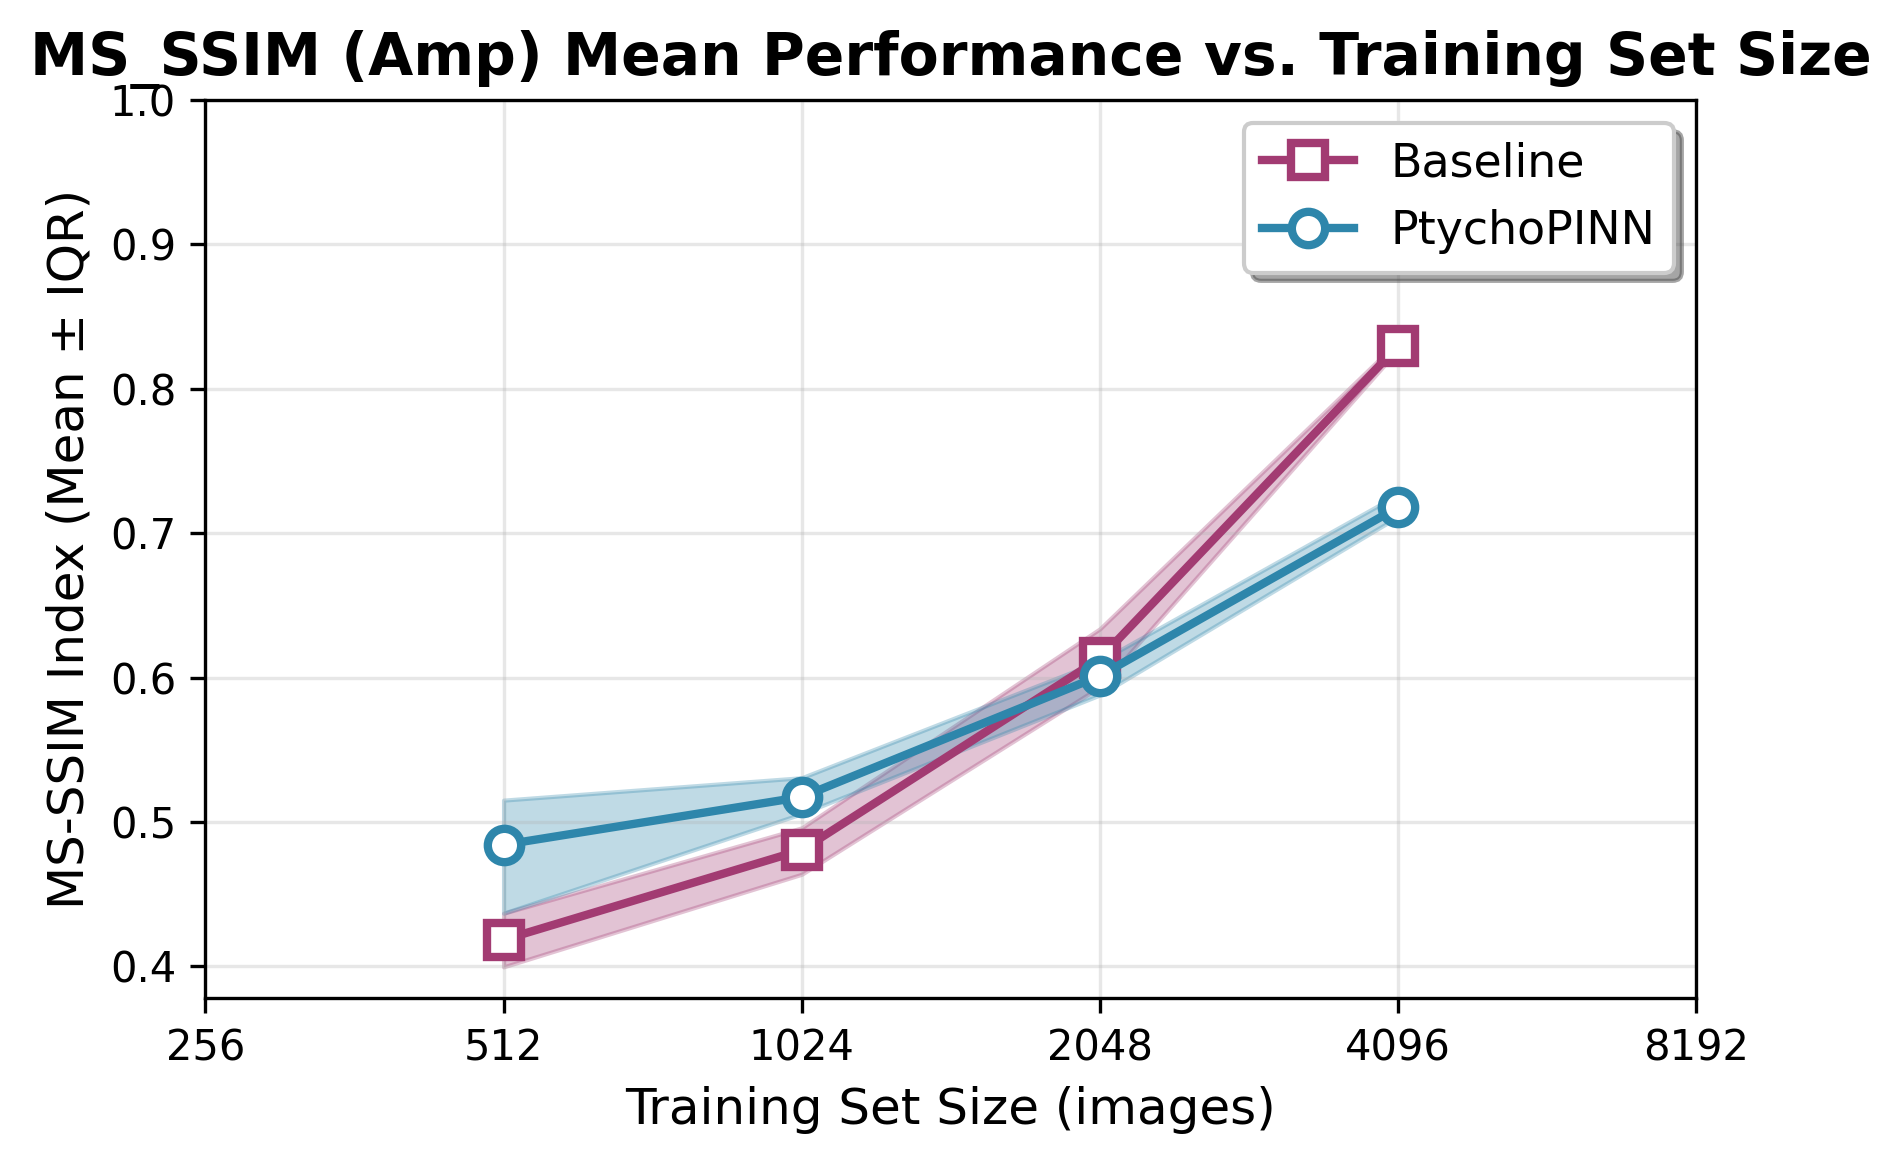 MS_SSIM (Amp) Mean Performance vs. Training Set Size
MS-SSIM Index (Mean ± IQR)
1.0
0.9
0.8
0.7
0.6
0.5
0.4
Baseline
PtychoPINN
256 512 1024 2048 4096 8192
Training Set Size (images)